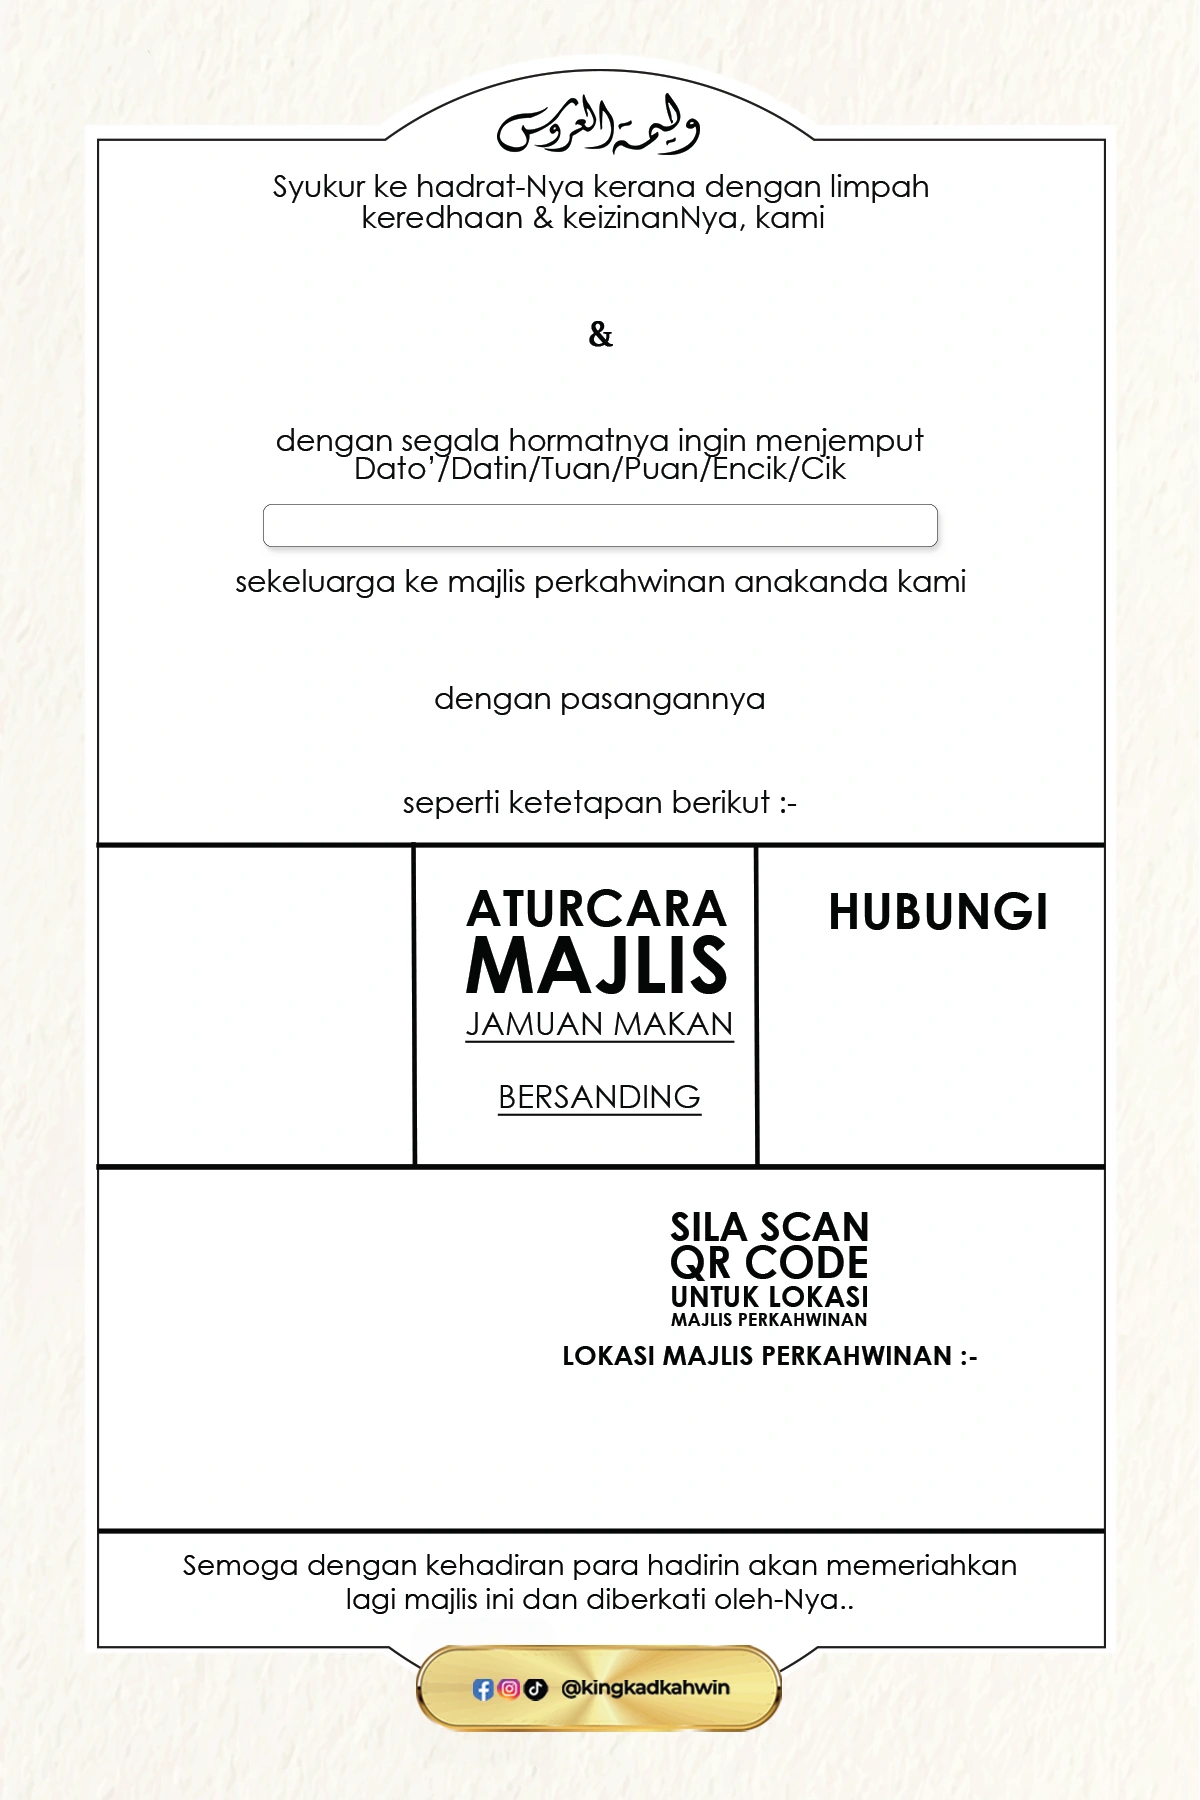 وليمة العروس
Syukur ke hadrat-Nya kerana dengan limpah
keredhaan & keizinanNya, kami
&
dengan segala hormatnya ingin menjemput
Dato’/Datin/Tuan/Puan/Encik/Cik
sekeluarga ke majlis perkahwinan anakanda kami
dengan pasangannya
seperti ketetapan berikut :-
ATURCARA
MAJLIS
JAMUAN MAKAN
BERSANDING
HUBUNGI
SILA SCAN
QR CODE
UNTUK LOKASI
MAJLIS PERKAHWINAN
LOKASI MAJLIS PERKAHWINAN :-
Semoga dengan kehadiran para hadirin akan memeriahkan
lagi majlis ini dan diberkati oleh-Nya..
@kingkadkahwin